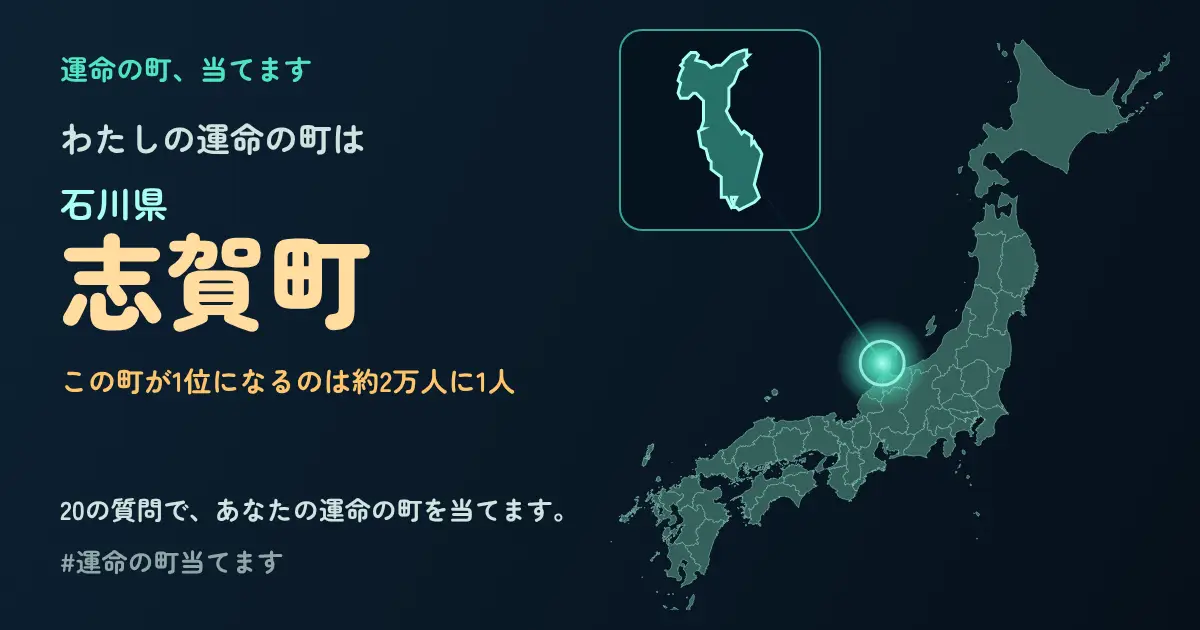 運命の町、当てます
わたしの運命の町は
石川県
志賀町
この町が1位になるのは約2万人に1人
20の質問で、あなたの運命の町を当てます。
#運命の町当てます